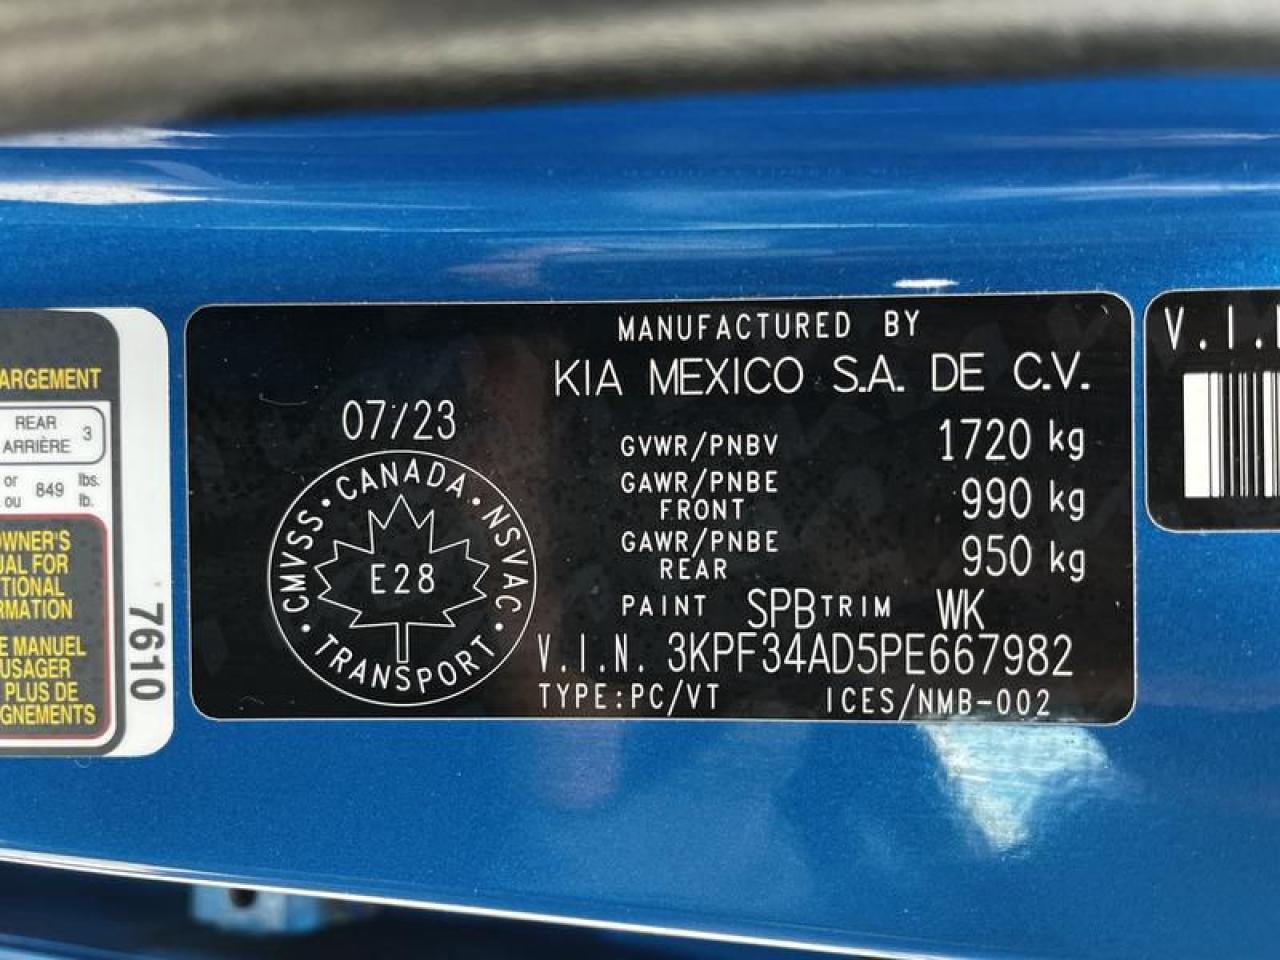 ARGEMENT
REAR
ARRIÈRE 3
or
ou 849 lbs.
lb.
OWNER'S
UAL FOR
TIONAL
RMATION
E MANUEL
USAGER
PLUS DE
GNEMENTS
7610
07/23
CMVSS • CANADA • NSVAC • TRANSPORT •
E28
MANUFACTURED BY
KIA MEXICO S.A. DE C.V.
GVWR/PNBV 1720 kg
GAWR/PNBE
FRONT 990 kg
GAWR/PNBE
REAR 950 kg
PAINT SPB TRIM WK
V.I.N. 3KPF34AD5PE667982
TYPE:PC/VT ICES/NMB-002
V.I.